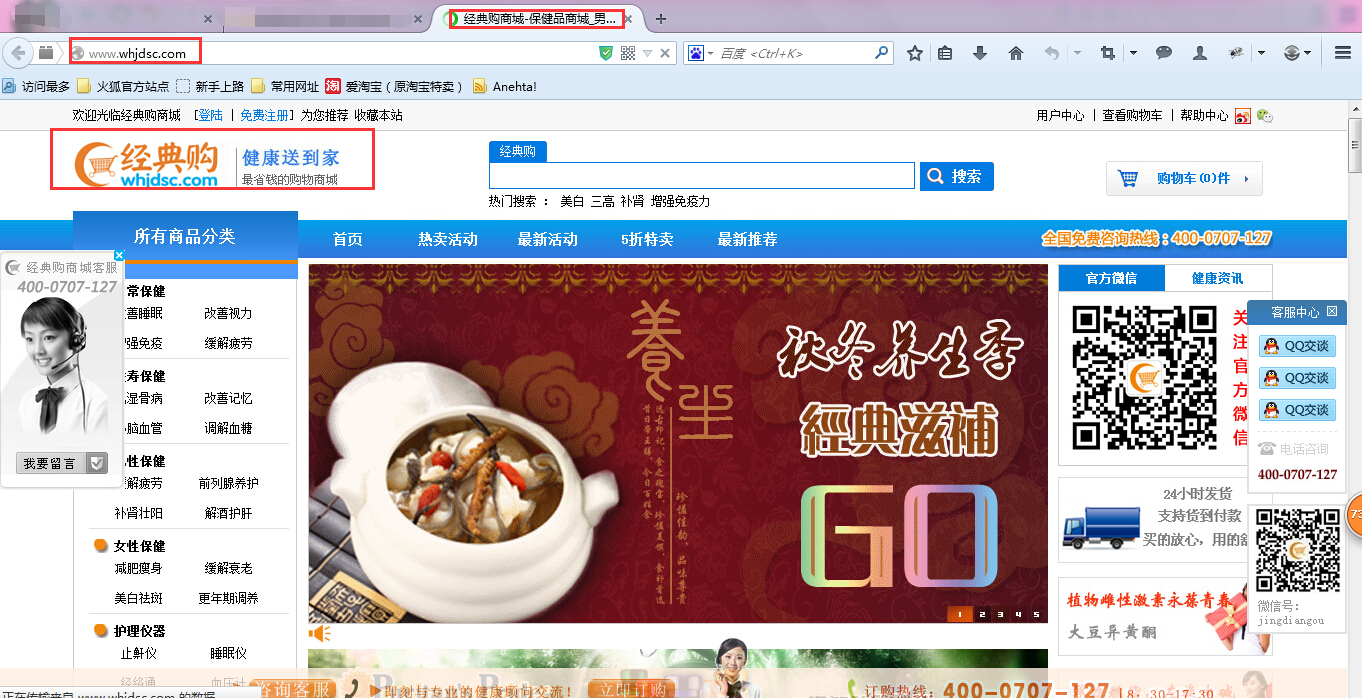 经典购商城-保健品商城_男...
www.whjdsc.com
百度 <Ctrl+K>
访问最多 火狐官方站点 新手上路 常用网址 淘 爱淘宝（原淘宝特卖） Anehta!
欢迎光临经典购商城 [登陆 | 免费注册] 为您推荐 收藏本站
用户中心 | 查看购物车 | 帮助中心
经典购
whjdsc.com
健康送到家
最省钱的购物商城
经典购
搜索
热门搜索 ： 美白 三高 补肾 增强免疫力
购物车(0)件
所有商品分类
首页 热卖活动 最新活动 5折特卖 最新推荐
全国免费咨询热线：400-0707-127
经典购商城客服
400-0707-127
我要留言
常保健
善睡眠 改善视力
强免疫 缓解疲劳
寿保健
湿骨病 改善记忆
脑血管 调解血糖
性保健
解疲劳 前列腺养护
补肾壮阳 解酒护肝
女性保健
减肥瘦身 缓解衰老
美白祛斑 更年期调养
护理仪器
止鼾仪 睡眠仪
经络通 血压计
養生
秋冬养生季
經典滋補
GO
1 2 3 4 5
官方微信 健康资讯
关注官方微信
客服中心
QQ交谈
QQ交谈
QQ交谈
电话咨询
400-0707-127
24小时发货
支持货到付款
买的放心，用的舒
73
微信号：
jingdiangou
植物雌性激素永葆青春
大豆异黄酮
咨询客服
即刻与专业的健康顾问交流！
立即订购
订购热线：400-0707-127
8：30-17:30
正在传输来自 www.whjdsc.com 的数据...